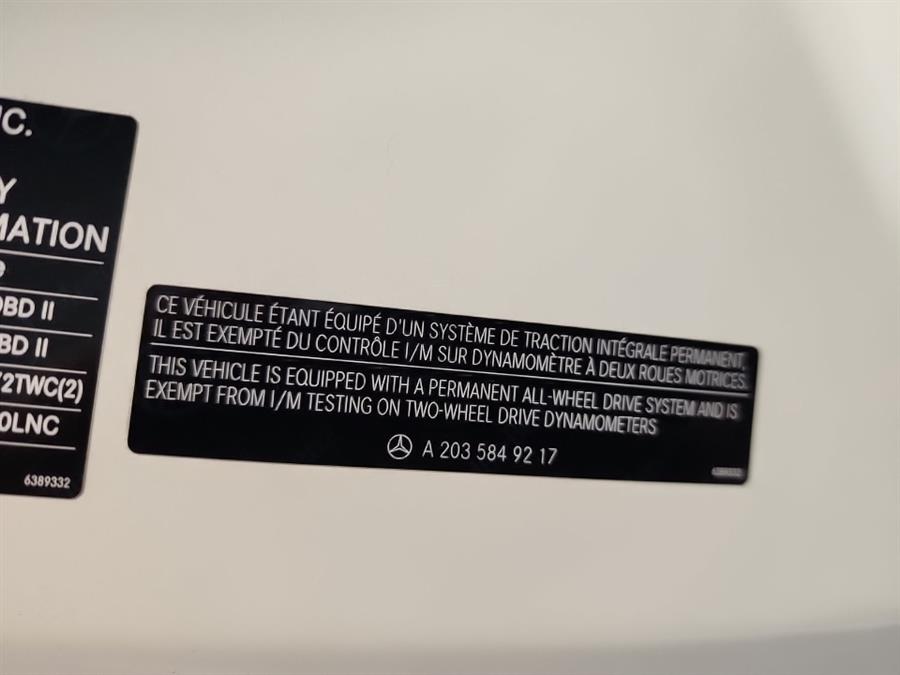 C.
Y
MATION
OBD II
BD II
2TWC(2)
0LNC
6389332
CE VÉHICULE ÉTANT ÉQUIPÉ D'UN SYSTÈME DE TRACTION INTÉGRALE PERMANENT,
IL EST EXEMPTÉ DU CONTRÔLE I/M SUR DYNAMOMÈTRE À DEUX ROUES MOTRICES.
THIS VEHICLE IS EQUIPPED WITH A PERMANENT ALL-WHEEL DRIVE SYSTEM AND IS
EXEMPT FROM I/M TESTING ON TWO-WHEEL DRIVE DYNAMOMETERS
A 203 584 92 17